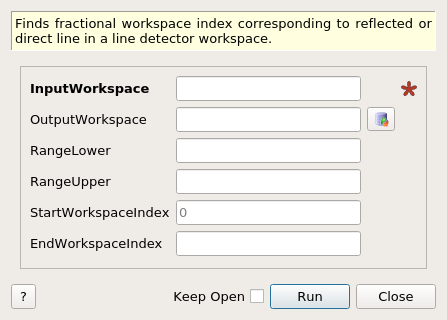 Finds fractional workspace index corresponding to reflected or
direct line in a line detector workspace.
InputWorkspace
*
OutputWorkspace
RangeLower
RangeUpper
StartWorkspaceIndex 0
EndWorkspaceIndex
? Keep Open Run Close